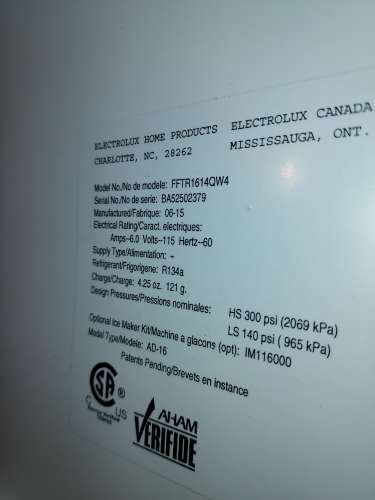 ELECTROLUX HOME PRODUCTS ELECTROLUX CANADA
CHARLOTTE, NC, 28262 MISSISSAUGA, ONT.
Model No./No de modele: FFTR1614QW4
Serial No./No de serie: BA52502379
Manufactured/Fabrique: 06-15
Electrical Rating/Caract. electriques:
Amps--6.0 Volts--115 Hertz--60
Supply Type/Alimentation: –
Refrigerant/Frigorigene: R134a
Charge/Charge: 4.25 oz. 121 g.
Design Pressures/Pressions nominales: HS 300 psi (2069 kPa)
LS 140 psi ( 965 kPa)
Optional Ice Maker Kit/Machine a glacons (opt): IM116000
Model Type/Modele: AD-16
Patents Pending/Brevets en instance
CSA
C US
AHAM
VERIFIDE